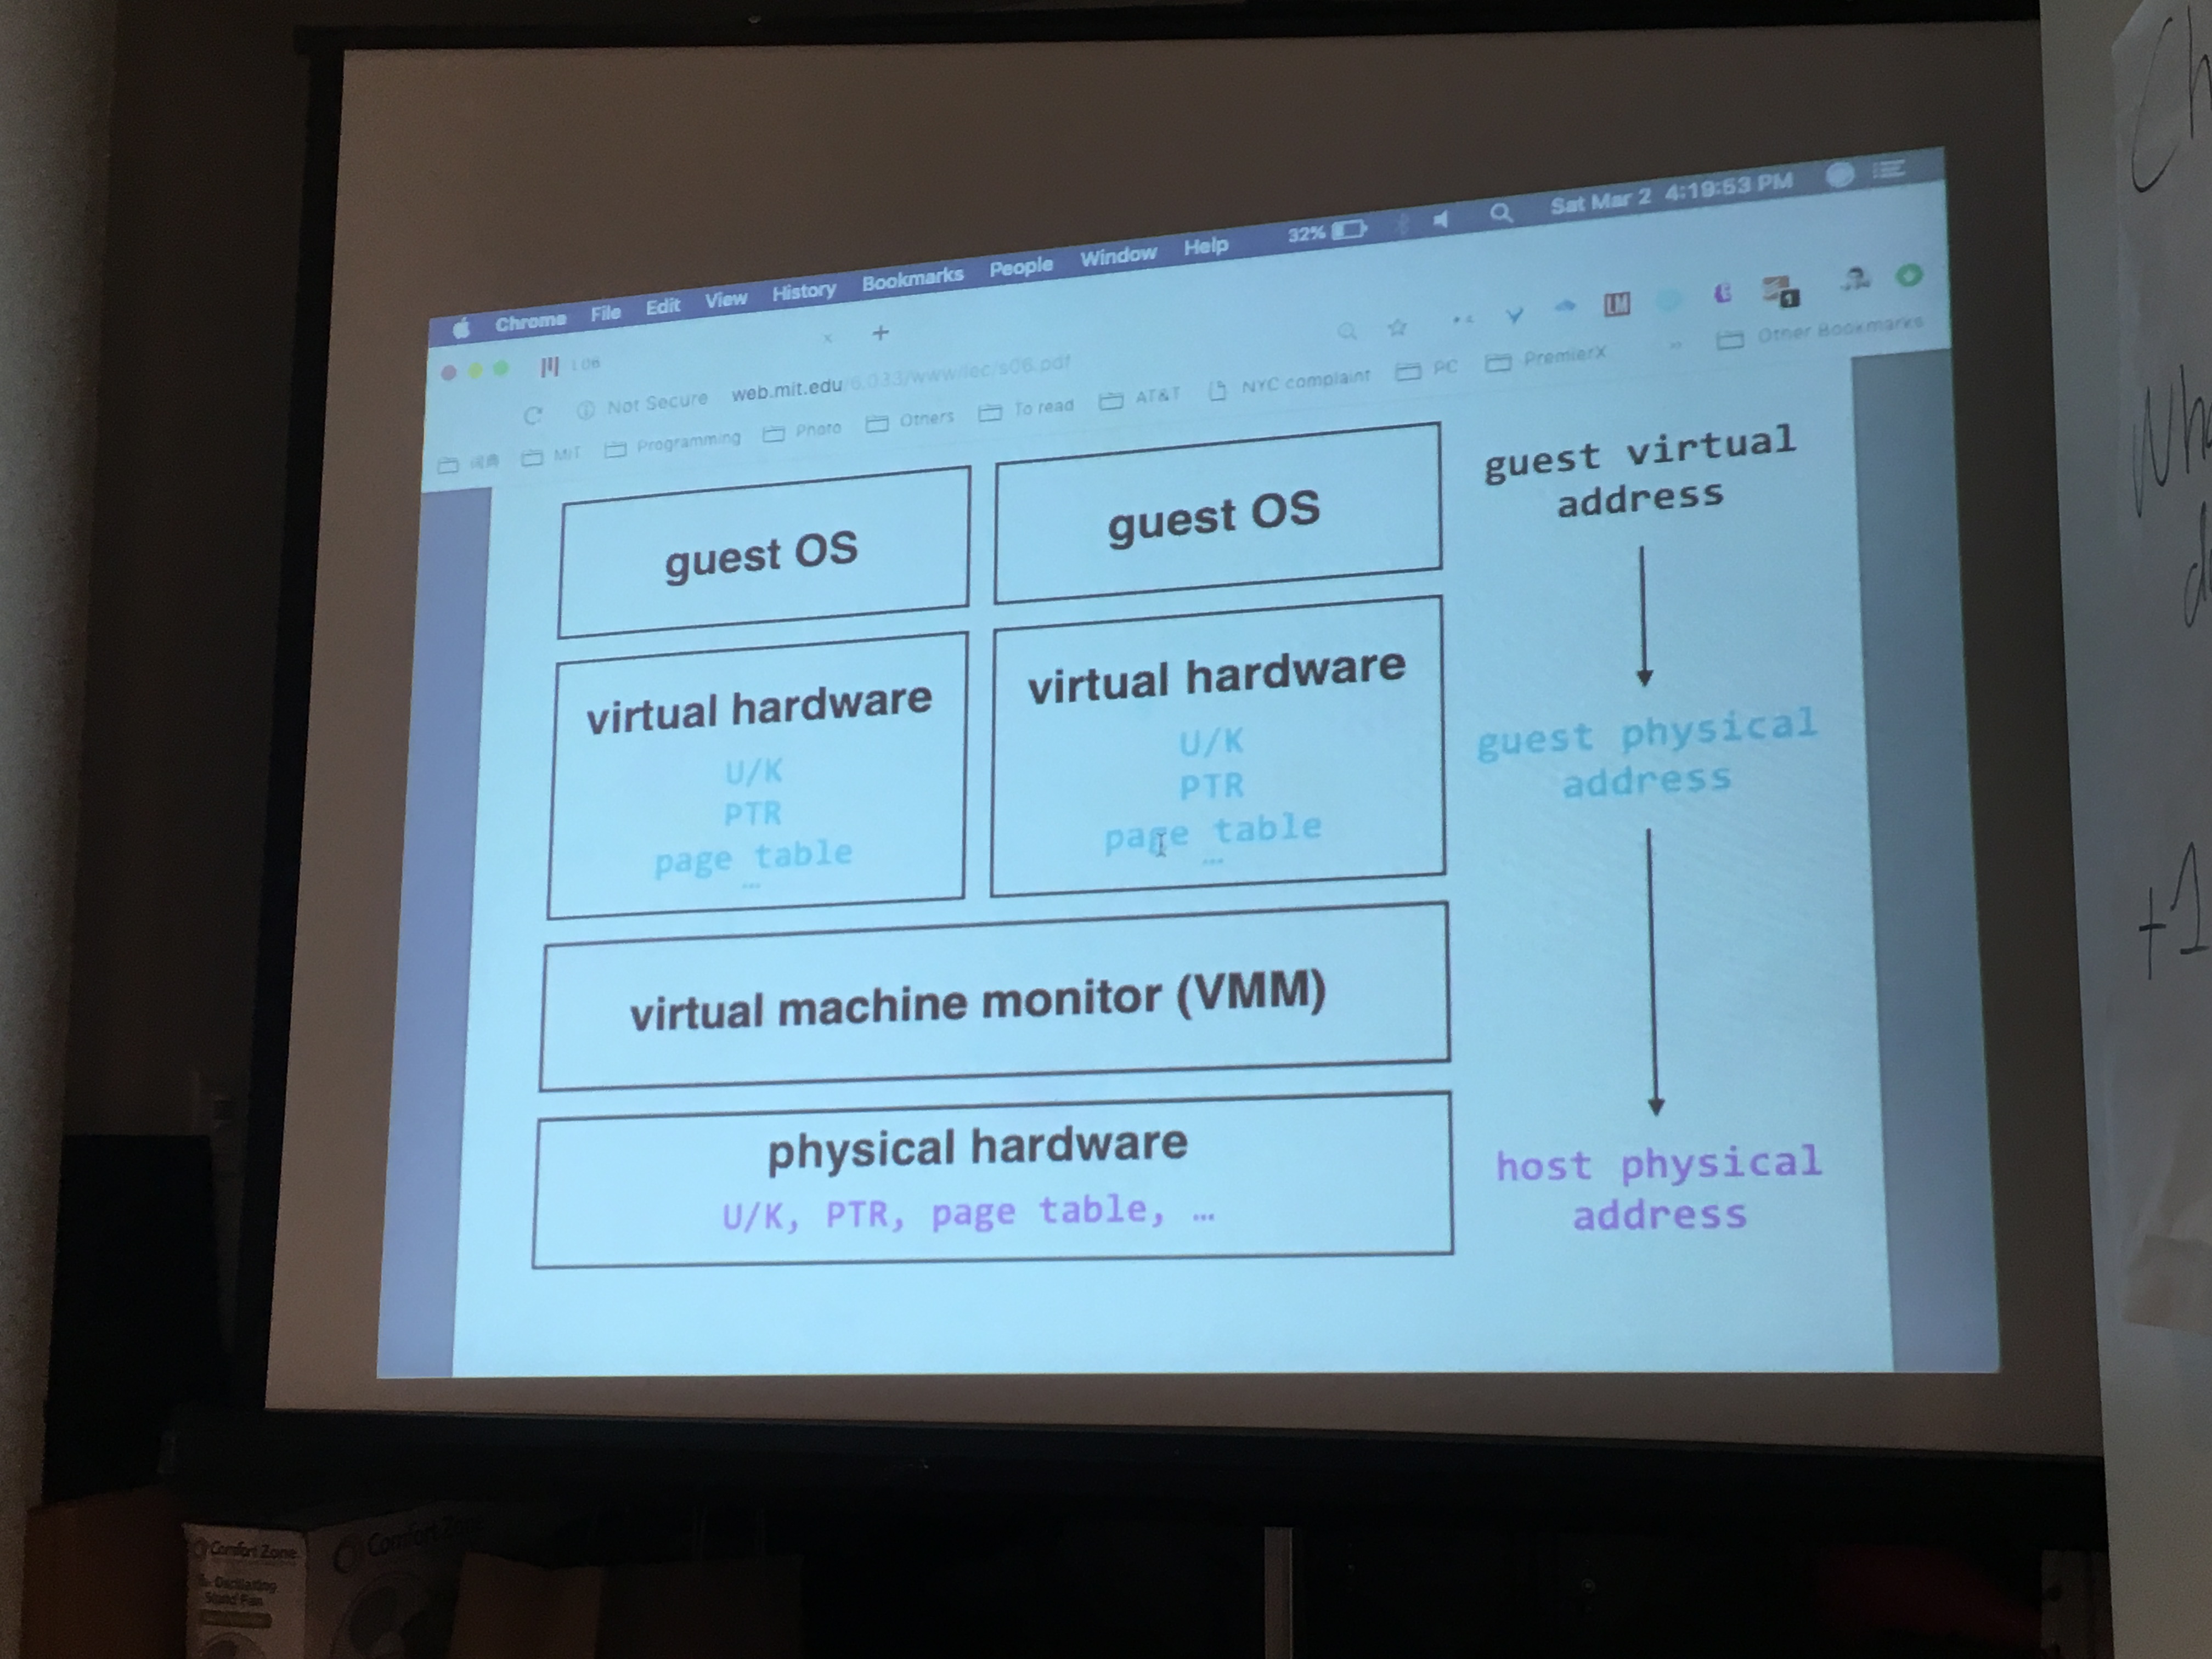 Chrome File Edit View History Bookmarks People Window Help 32% Sat Mar 2 4:19:53 PM
L06
Not Secure web.mit.edu/6.033/www/lec/s06.pdf
词典 MIT Programming Photo Others To read AT&T NYC complaint PC PremierX » Other Bookmarks
LM
1
guest OS
guest OS
guest virtual
address
virtual hardware
U/K
PTR
page table
...
virtual hardware
U/K
PTR
page table
...
guest physical
address
virtual machine monitor (VMM)
physical hardware
U/K, PTR, page table, ...
host physical
address
+1
Comfort Zone
Oscillating
Stand Fan
Comfort Zone